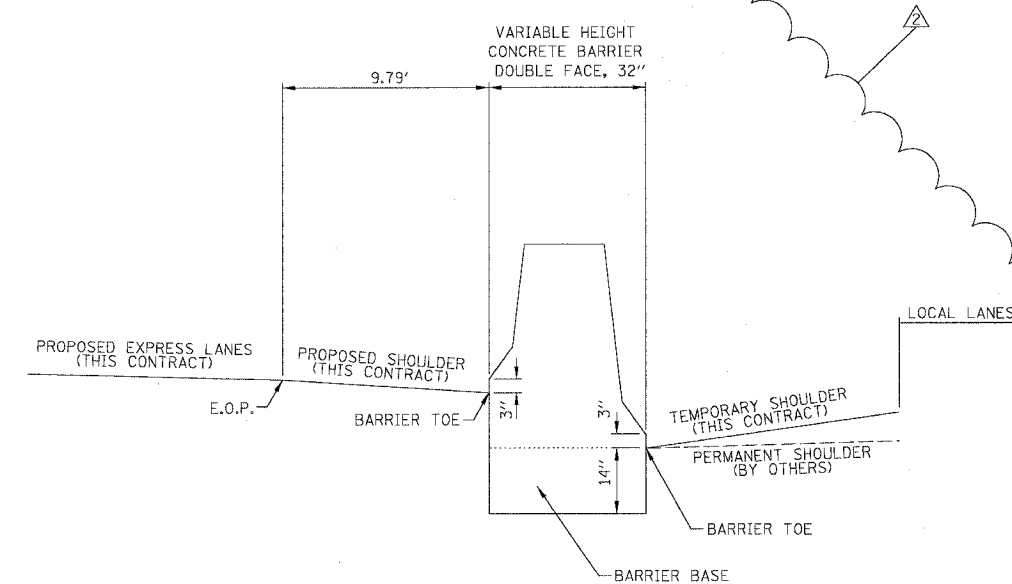 2
VARIABLE HEIGHT
CONCRETE BARRIER
DOUBLE FACE, 32"
9.79'
LOCAL LANES
PROPOSED EXPRESS LANES
(THIS CONTRACT)
PROPOSED SHOULDER
(THIS CONTRACT)
E.O.P.
BARRIER TOE
3"
3"
TEMPORARY SHOULDER
(THIS CONTRACT)
PERMANENT SHOULDER
(BY OTHERS)
14"
BARRIER TOE
BARRIER BASE